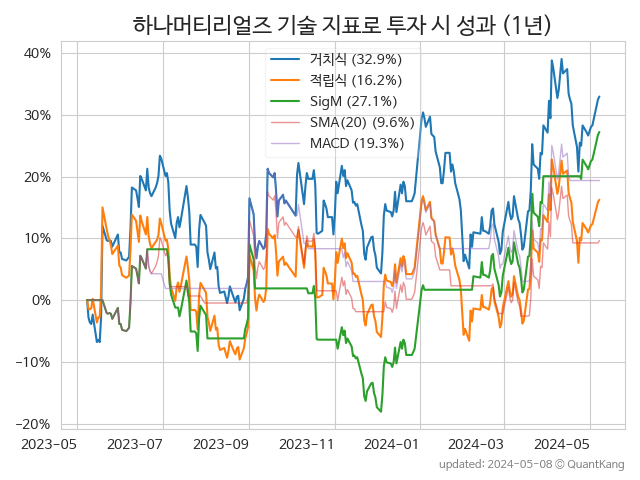 하나머티리얼즈 기술 지표로 투자 시 성과 (1년)
거치식 (32.9%)
적립식 (16.2%)
SigM (27.1%)
SMA(20) (9.6%)
MACD (19.3%)
40%
30%
20%
10%
0%
−10%
−20%
2023-05 2023-07 2023-09 2023-11 2024-01 2024-03 2024-05
updated: 2024-05-08 ⓒ QuantKang